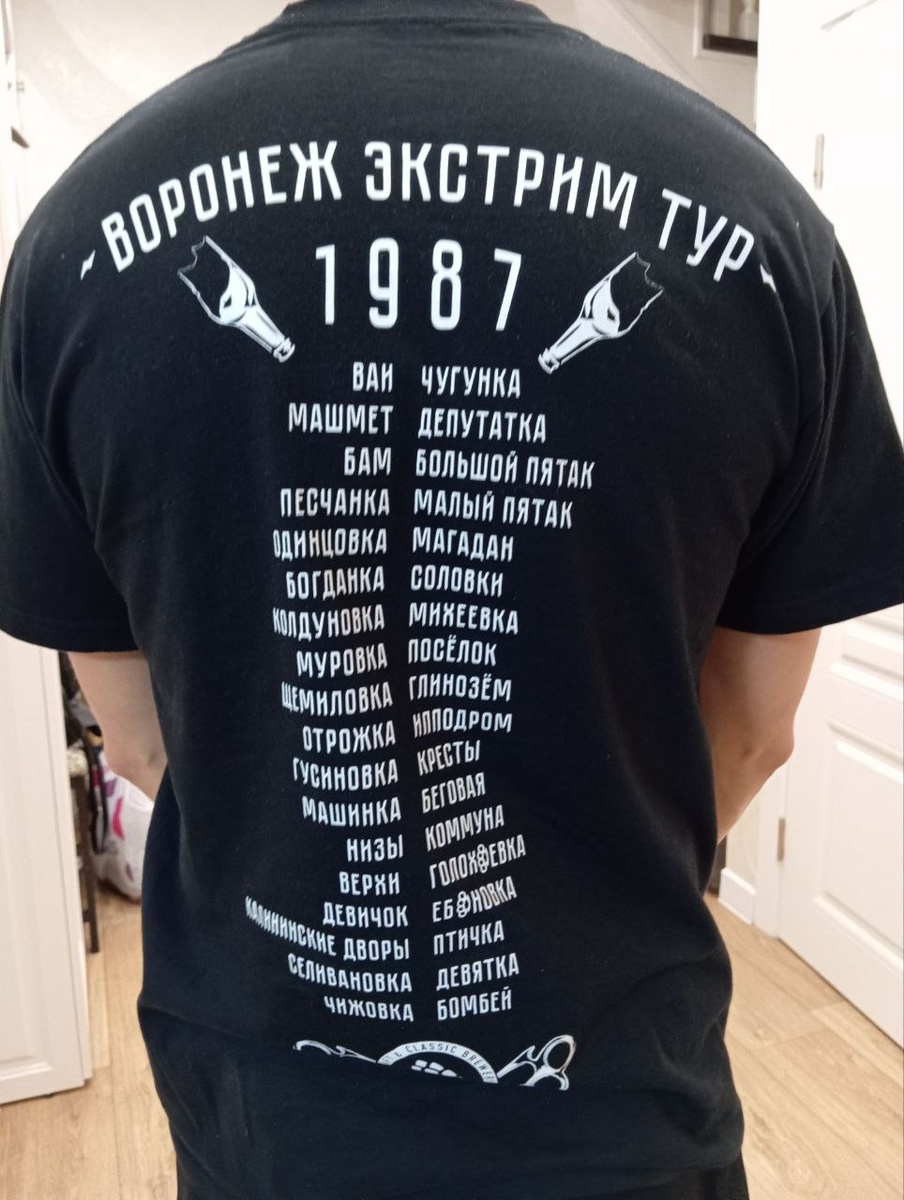 ~ВОРОНЕЖ ЭКСТРИМ ТУР~
1987
ВАИ ЧУГУНКА
МАШМЕТ ДЕПУТАТКА
БАМ БОЛЬШОЙ ПЯТАК
ПЕСЧАНКА МАЛЫЙ ПЯТАК
ОДИНЦОВКА МАГАДАН
БОГДАНКА СОЛОВКИ
КОЛДУНОВКА МИХЕЕВКА
МУРОВКА ПОСЁЛОК
ЩЕМИЛОВКА ГЛИНОЗЁМ
ОТРОЖКА ИППОДРОМ
ГУСИНОВКА КРЕСТЫ
МАШИНКА БЕГОВАЯ
НИЗЫ КОММУНА
ВЕРХИ ГОЛОХ@ЕВКА
ДЕВИЧОК ЕБ@НОВКА
КАЛИНИНСКИЕ ДВОРЫ ПТИЧКА
СЕЛИВАНОВКА ДЕВЯТКА
ЧИЖОВКА БОМБЕЙ
& CLASSIC